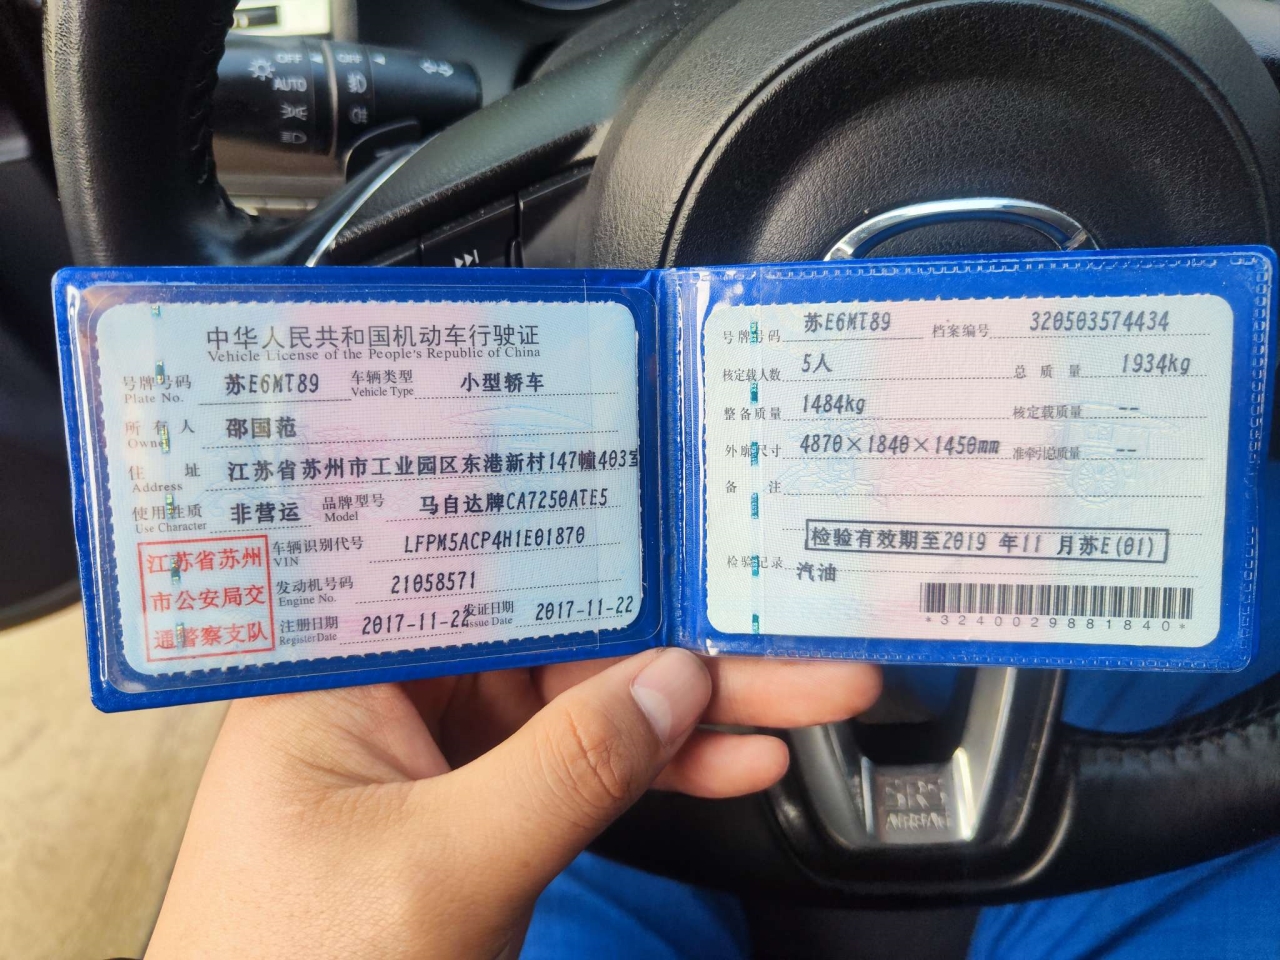 OFF
OFF
AUTO
中华人民共和国机动车行驶证
Vehicle License of the People's Republic of China
号牌号码 苏E6MT89 车辆类型 小型轿车
Plate No. Vehicle Type
所有人 邵国范
Owner
住址 江苏省苏州市工业园区东港新村147幢403室
Address
使用性质 非营运 品牌型号 马自达牌CA7250ATE5
Use Character Model
江苏省苏州
市公安局交
通警察支队
车辆识别代号 LFPM5ACP4H1E01870
VIN
发动机号码 21058571
Engine No.
注册日期 2017-11-22 发证日期 2017-11-22
Register Date Issue Date
号牌号码 苏E6MT89 档案编号 320503574434
核定载人数 5人 总质量 1934kg
整备质量 1484kg 核定载质量 --
外廓尺寸 4870×1840×1450mm 准牵引总质量 --
备注
检验有效期至2019 年11 月苏E(01)
检验记录 汽油
*3240029881840*
SRS
AIRBAG